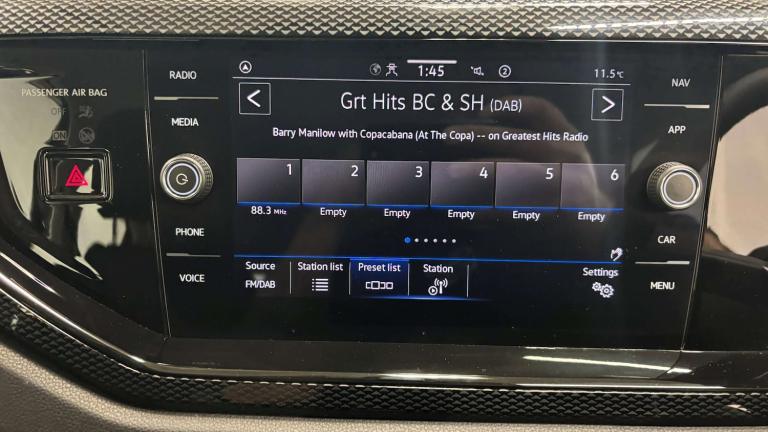 PASSENGER AIR BAG
OFF
ON
RADIO
MEDIA
PHONE
VOICE
1:45
2
11.5°C
Grt Hits BC & SH (DAB)
Barry Manilow with Copacabana (At The Copa) -- on Greatest Hits Radio
1 2 3 4 5 6
88.3 MHz Empty Empty Empty Empty Empty
Source Station list Preset list Station Settings
FM/DAB
NAV
APP
CAR
MENU